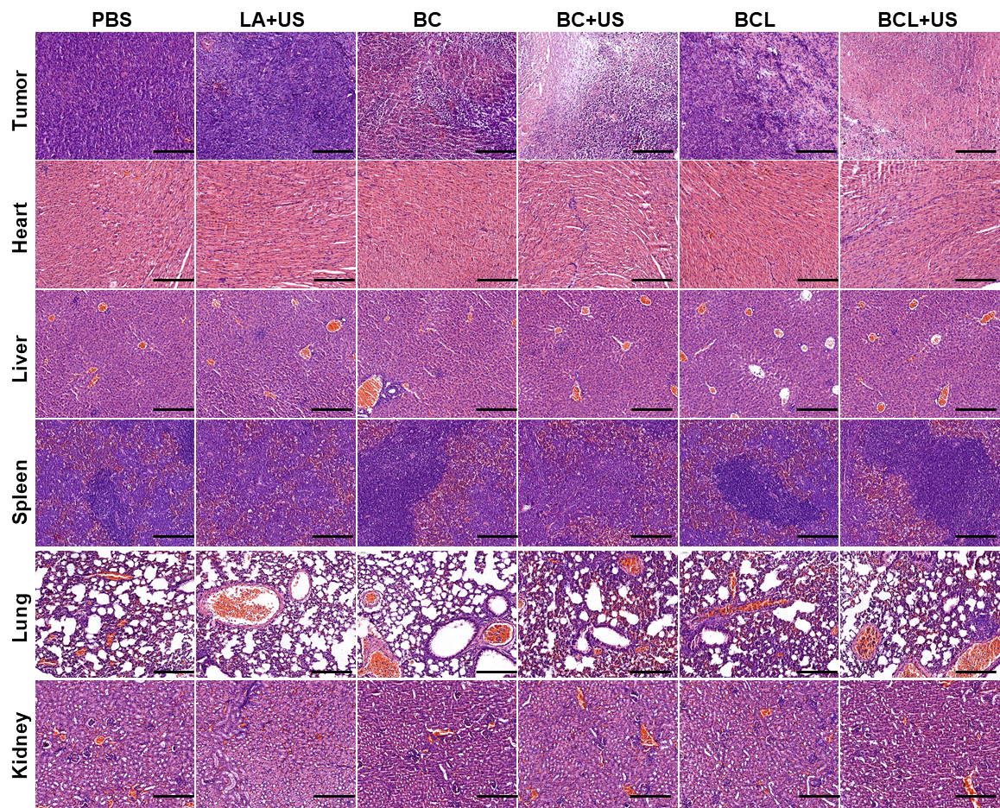 PBS LA+US BC BC+US BCL BCL+US
Tumor
Heart
Liver
Spleen
Lung
Kidney